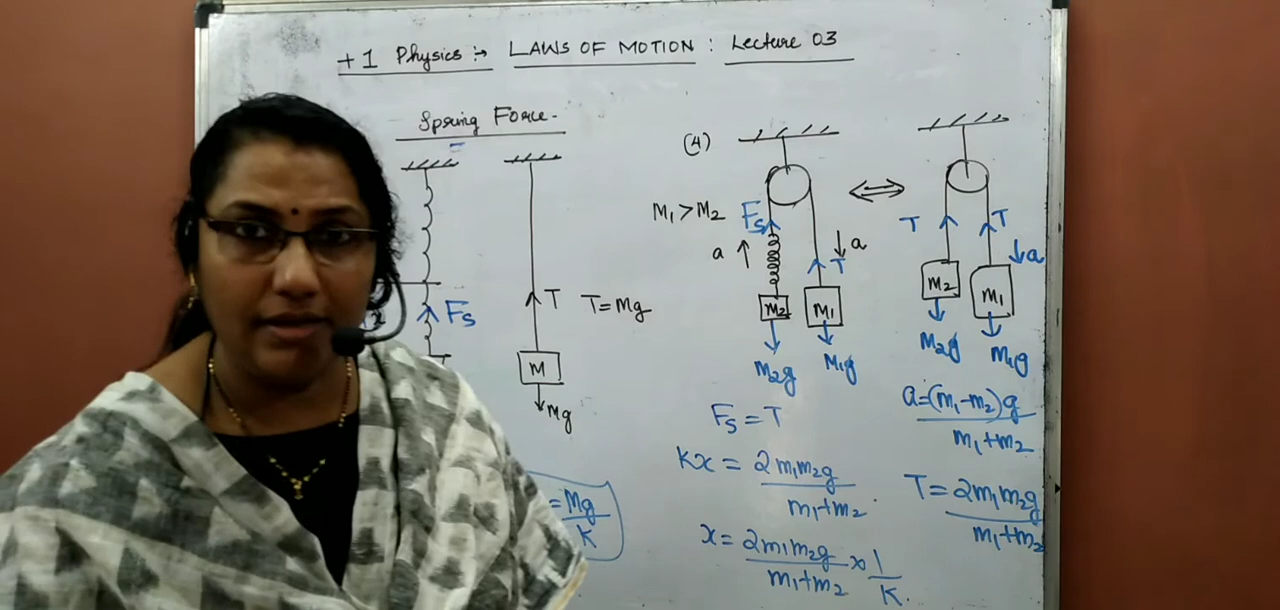 +1 Physics :→ LAWS OF MOTION : Lecture 03
Spring Force.
x
Fs
T
T=Mg
M
Mg
= Mg/K
(4)
M1 > M2
Fs
a
a
T
M2
M1
M2g
M1g
T
T
a
M2
M1
M2g
M1g
Fs = T
Kx = 2m1m2g/m1+m2
x = 2m1m2g/m1+m2 × 1/K.
a = (m1-m2)g/m1+m2
T = 2m1m2g/m1+m2